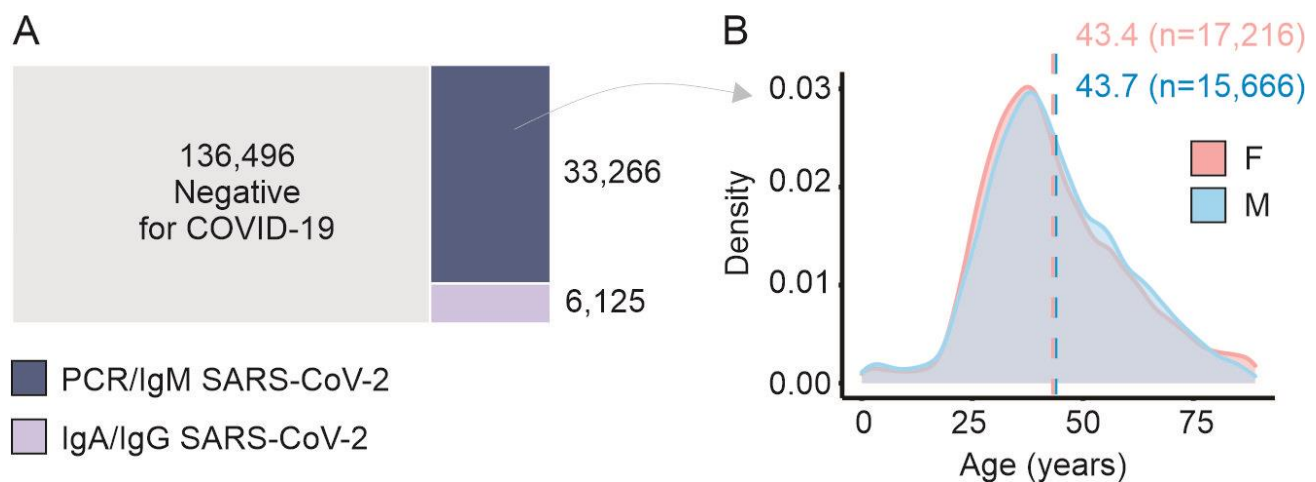 A
136,496
Negative
for COVID-19
33,266
6,125
PCR/IgM SARS-CoV-2
IgA/IgG SARS-CoV-2
B
43.4 (n=17,216)
43.7 (n=15,666)
F
M
Density
0.03
0.02
0.01
0.00
0 25 50 75
Age (years)